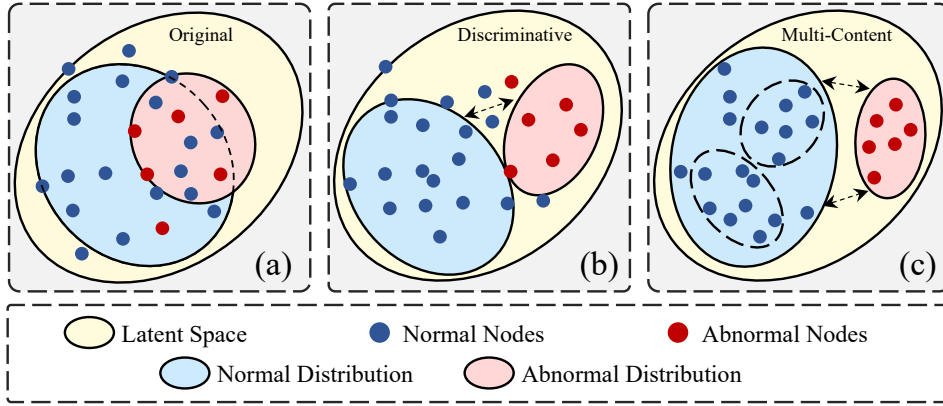 Original
Discriminative
Multi-Content
(a)
(b)
(c)
Latent Space
Normal Nodes
Abnormal Nodes
Normal Distribution
Abnormal Distribution